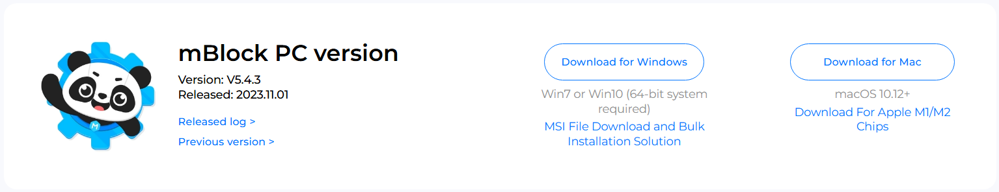 mBlock PC version
Version: V5.4.3
Released: 2023.11.01
Released log >
Previous version >
Download for Windows
Win7 or Win10 (64-bit system
required)
MSI File Download and Bulk
Installation Solution
Download for Mac
macOS 10.12+
Download For Apple M1/M2
Chips
M